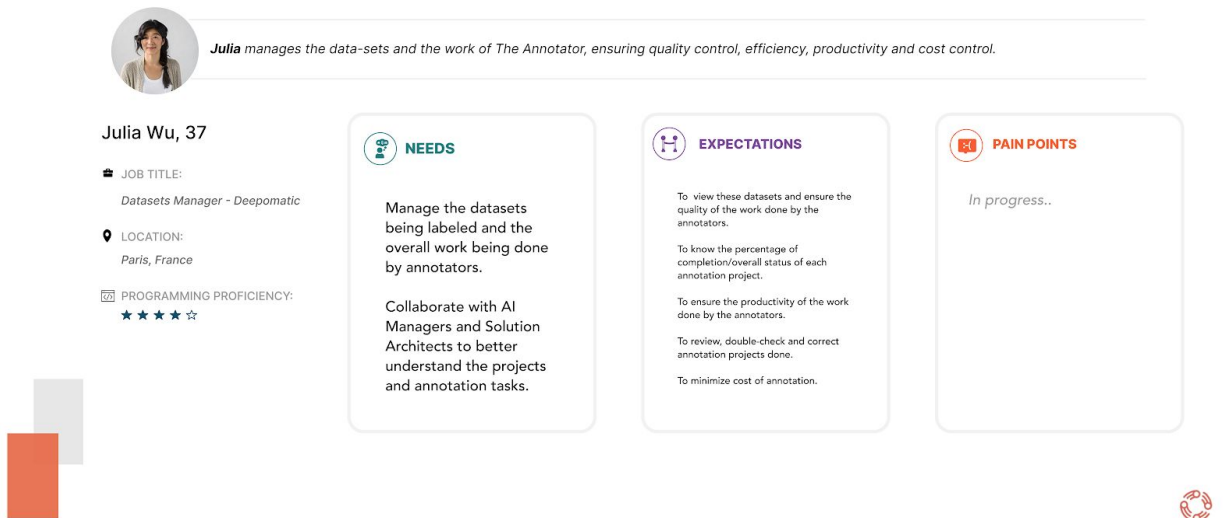 Julia manages the data-sets and the work of The Annotator, ensuring quality control, efficiency, productivity and cost control.
Julia Wu, 37
JOB TITLE:
Datasets Manager - Deepomatic
LOCATION:
Paris, France
PROGRAMMING PROFICIENCY:
NEEDS
Manage the datasets
being labeled and the
overall work being done
by annotators.
Collaborate with AI
Managers and Solution
Architects to better
understand the projects
and annotation tasks.
EXPECTATIONS
To view these datasets and ensure the
quality of the work done by the
annotators.
To know the percentage of
completion/overall status of each
annotation project.
To ensure the productivity of the work
done by the annotators.
To review, double-check and correct
annotation projects done.
To minimize cost of annotation.
PAIN POINTS
In progress..